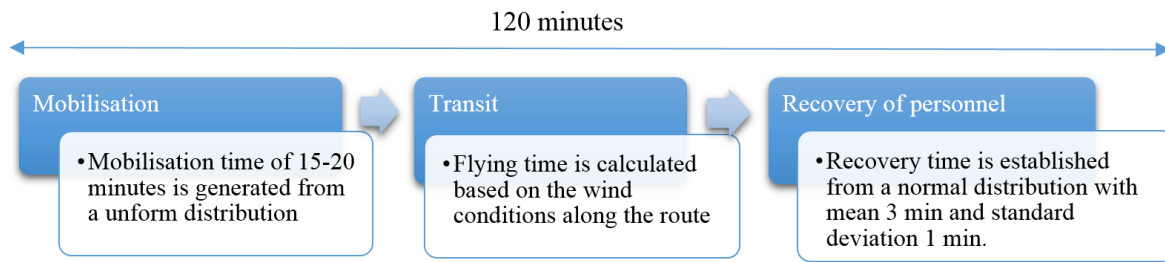 120 minutes
Mobilisation
•Mobilisation time of 15-20
minutes is generated from
a unform distribution
Transit
•Flying time is calculated
based on the wind
conditions along the route
Recovery of personnel
•Recovery time is established
from a normal distribution with
mean 3 min and standard
deviation 1 min.